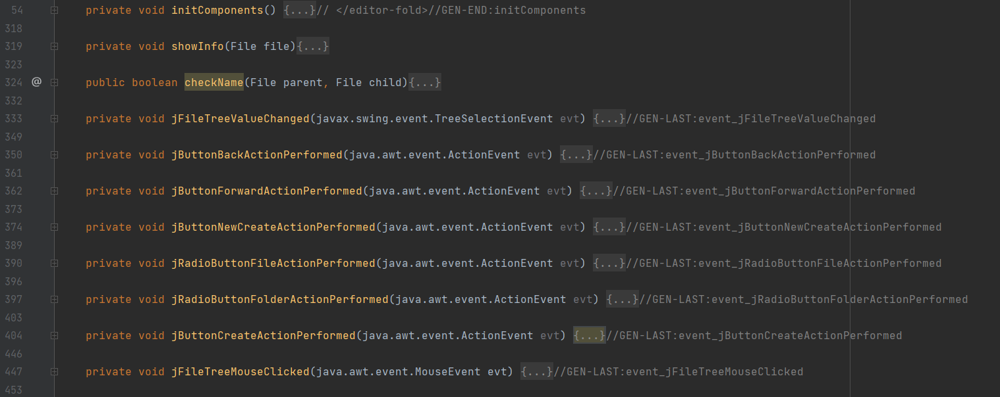 54 private void initComponents() {...}// </editor-fold>//GEN-END:initComponents
318
319 private void showInfo(File file){...}
323
324 @ public boolean checkName(File parent, File child){...}
332
333 private void jFileTreeValueChanged(javax.swing.event.TreeSelectionEvent evt) {...}//GEN-LAST:event_jFileTreeValueChanged
349
350 private void jButtonBackActionPerformed(java.awt.event.ActionEvent evt) {...}//GEN-LAST:event_jButtonBackActionPerformed
361
362 private void jButtonForwardActionPerformed(java.awt.event.ActionEvent evt) {...}//GEN-LAST:event_jButtonForwardActionPerformed
373
374 private void jButtonNewCreateActionPerformed(java.awt.event.ActionEvent evt) {...}//GEN-LAST:event_jButtonNewCreateActionPerformed
389
390 private void jRadioButtonFileActionPerformed(java.awt.event.ActionEvent evt) {...}//GEN-LAST:event_jRadioButtonFileActionPerformed
396
397 private void jRadioButtonFolderActionPerformed(java.awt.event.ActionEvent evt) {...}//GEN-LAST:event_jRadioButtonFolderActionPerformed
403
404 private void jButtonCreateActionPerformed(java.awt.event.ActionEvent evt) {...}//GEN-LAST:event_jButtonCreateActionPerformed
446
447 private void jFileTreeMouseClicked(java.awt.event.MouseEvent evt) {...}//GEN-LAST:event_jFileTreeMouseClicked
453